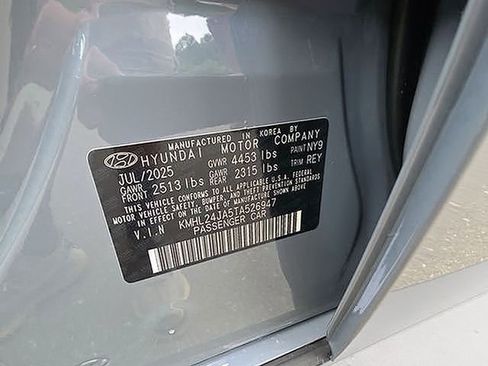 MANUFACTURED IN KOREA BY
HYUNDAI MOTOR COMPANY
JUL/2025 GVWR 4453 lbs PAINT NY9
GAWR FRONT 2513 lbs GAWR REAR 2315 lbs TRIM REY
THIS VEHICLE CONFORMS TO ALL APPLICABLE U.S.A. FEDERAL
MOTOR VEHICLE SAFETY, BUMPER, AND THEFT PREVENTION STANDARDS
IN EFFECT ON THE DATE OF MANUFACTURE SHOWN ABOVE.
V.I.N KMHL24JA5TA526947
PASSENGER CAR